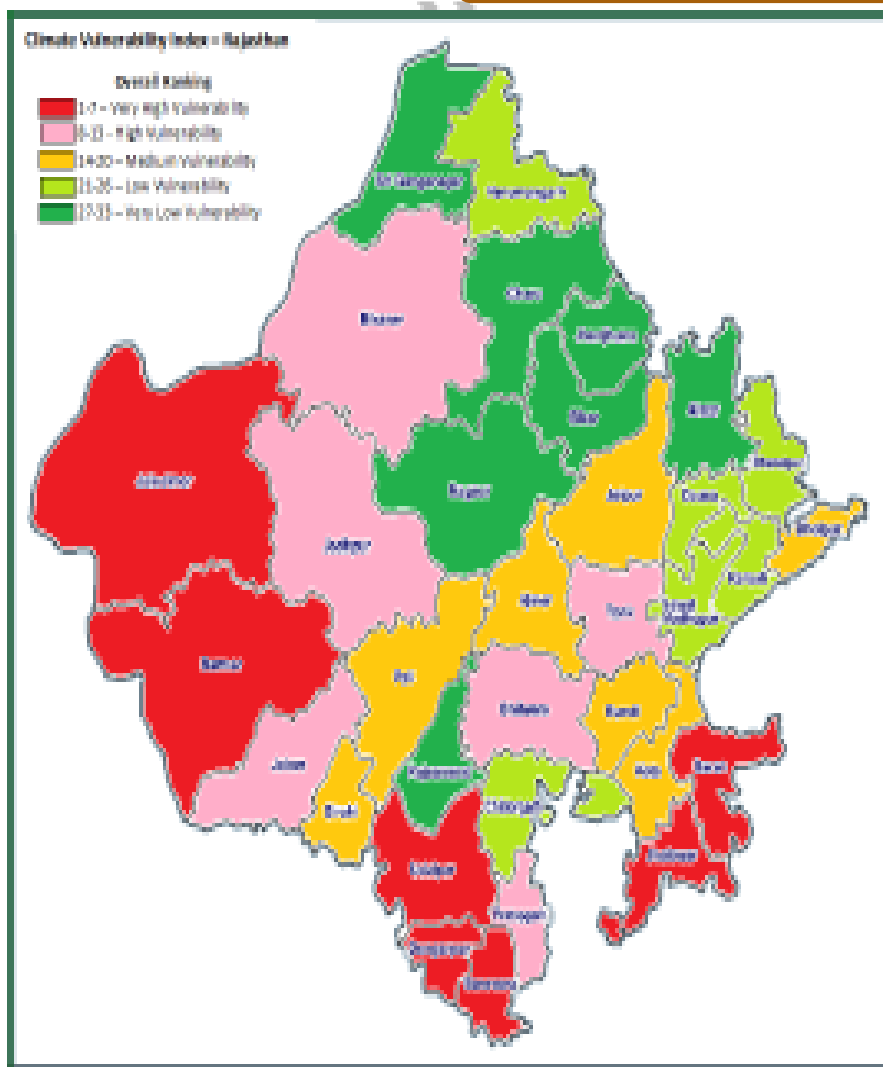 Climate Vulnerability Index – Rajasthan
Overall Ranking
1-7 – Very High Vulnerability
8-13 – High Vulnerability
14-20 – Medium Vulnerability
21-26 – Low Vulnerability
27-33 – Very Low Vulnerability
Sri Ganganagar
Hanumangarh
Churu
Bikaner
Jhunjhunu
Sikar
Alwar
Jaisalmer
Nagaur
Jaipur
Dausa
Jodhpur
Karauli
Ajmer
Tonk
Sawai
Madhopur
Barmer
Pali
Bhilwara
Bundi
Jalore
Kota
Baran
Rajsamand
Sirohi
Chittorgarh
Udaipur
Jhalawar
Dungarpur
Banswara